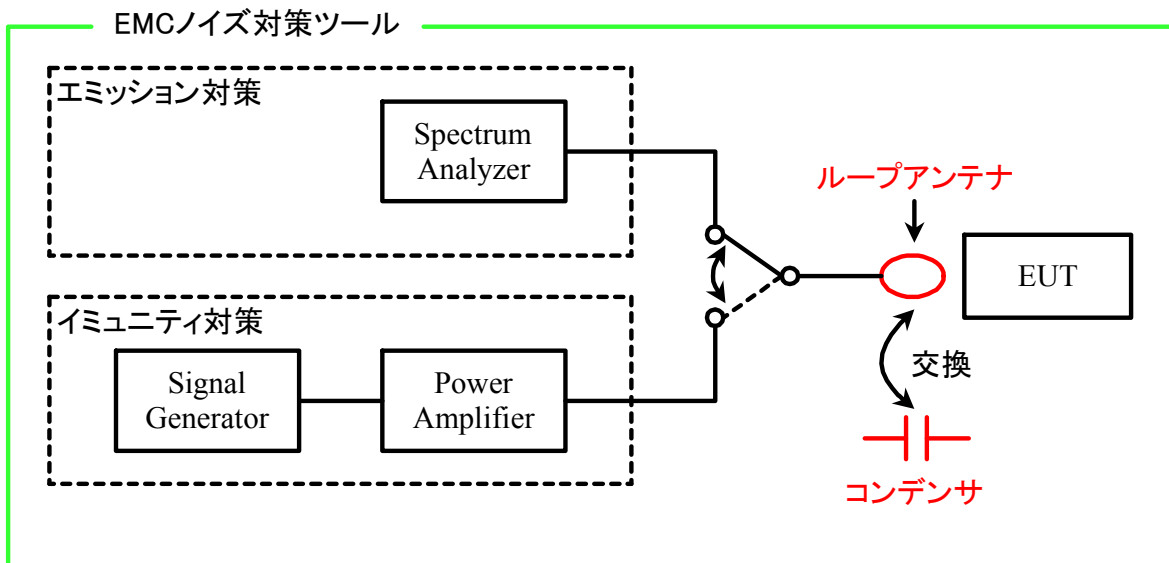 EMCノイズ対策ツール
エミッション対策
Spectrum
Analyzer
ループアンテナ
EUT
イミュニティ対策
Signal
Generator
Power
Amplifier
交換
コンデンサ